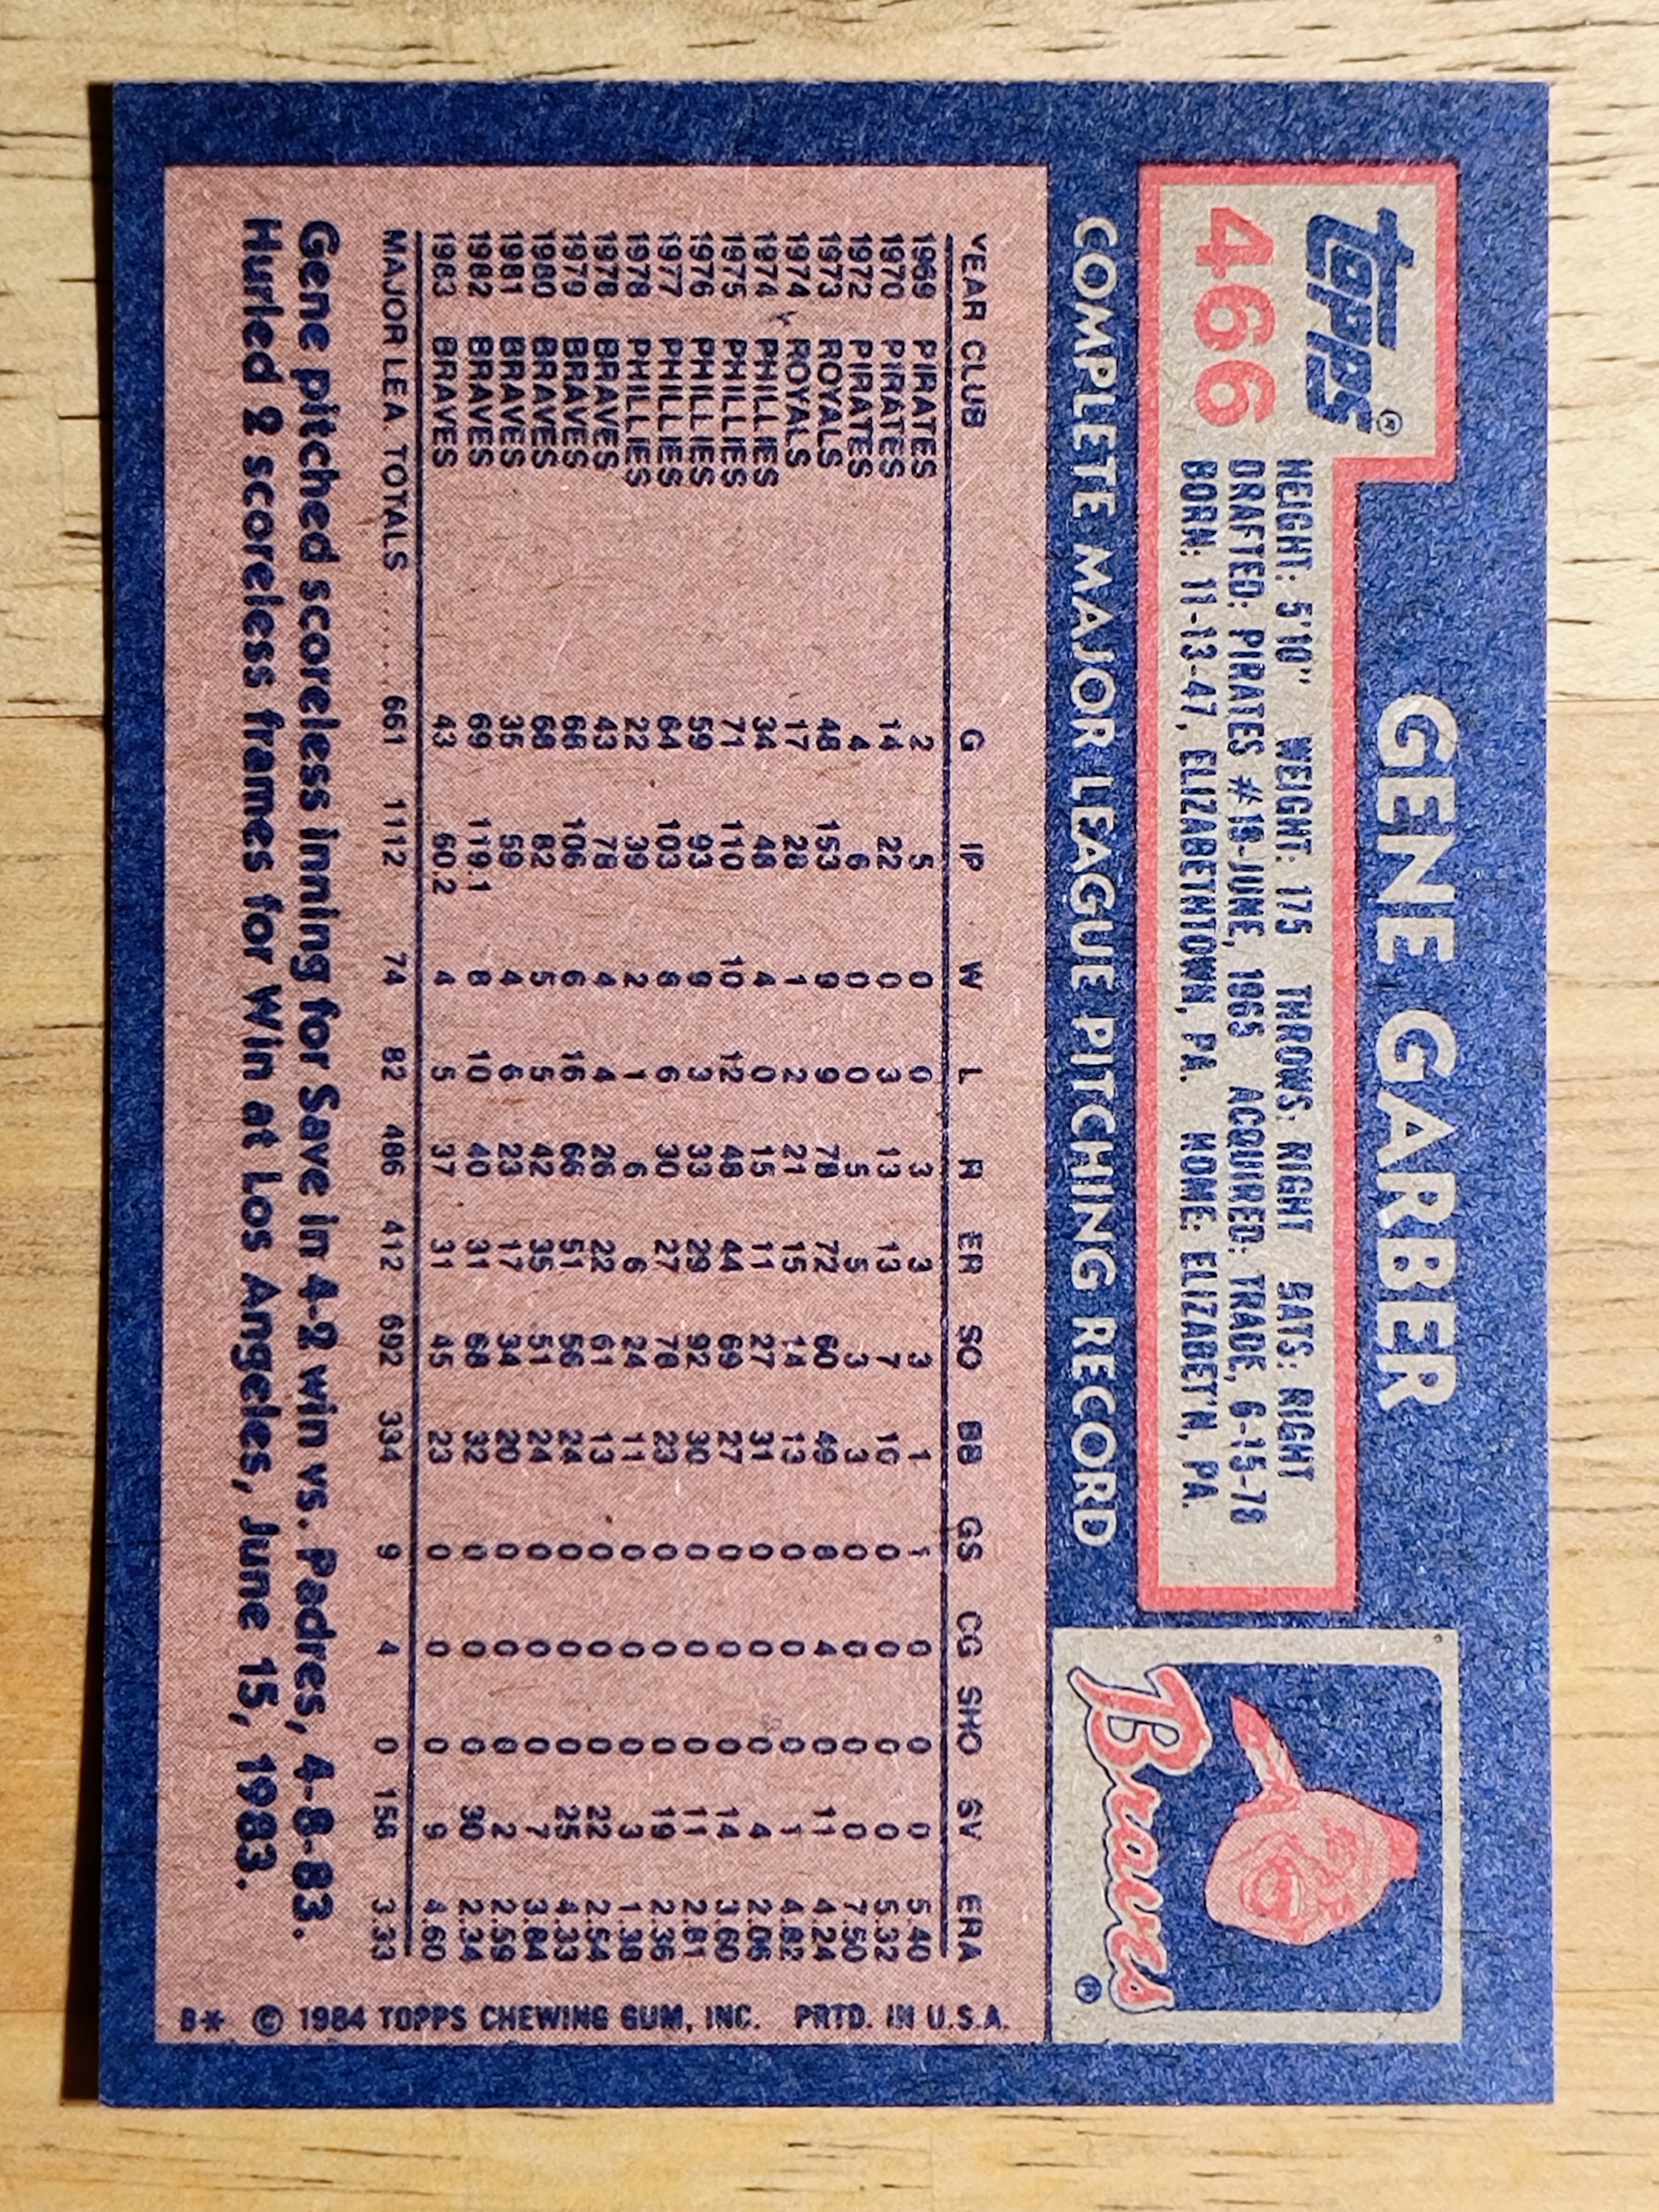 topps®
466
GENE GARBER
HEIGHT: 5'10" WEIGHT: 175 THROWS: RIGHT BATS: RIGHT
DRAFTED: PIRATES #18-JUNE, 1965 ACQUIRED: TRADE, 6-15-78
BORN: 11-13-47, ELIZABETHTOWN, PA. HOME: ELIZABET'N, PA.
Braves®
COMPLETE MAJOR LEAGUE PITCHING RECORD
YEAR CLUB G IP W L R ER SO BB GS CG SHO SV ERA
1969 PIRATES 2 5 0 0 3 3 3 1 1 0 0 0 5.40
1970 PIRATES 14 22 0 3 13 13 7 10 0 0 0 0 5.32
1972 PIRATES 4 6 0 0 5 5 3 3 0 0 0 0 7.50
1973 ROYALS 48 153 9 9 78 72 60 49 8 4 0 11 4.24
1974 ROYALS 17 28 1 2 21 15 14 13 0 0 0 1 4.82
1974 PHILLIES 34 48 4 0 15 11 27 31 0 0 0 4 2.06
1975 PHILLIES 71 110 10 12 48 44 69 27 0 0 0 14 3.60
1976 PHILLIES 59 93 9 3 33 29 92 30 0 0 0 11 2.81
1977 PHILLIES 64 103 8 6 30 27 78 23 0 0 0 19 2.36
1978 PHILLIES 22 39 2 1 6 6 24 11 0 0 0 3 1.38
1978 BRAVES 43 78 4 4 26 22 61 13 0 0 0 22 2.54
1979 BRAVES 68 106 6 16 66 51 56 24 0 0 0 25 4.33
1980 BRAVES 68 82 5 5 42 35 51 24 0 0 0 7 3.84
1981 BRAVES 35 59 4 6 23 17 34 20 0 0 0 2 2.59
1982 BRAVES 69 119.1 8 10 40 31 68 32 0 0 0 30 2.34
1983 BRAVES 43 60.2 4 5 37 31 45 23 0 0 0 9 4.60
MAJOR LEA. TOTALS ...... 661 1112 74 82 486 412 692 334 9 4 0 158 3.33
Gene pitched scoreless inning for Save in 4-2 win vs. Padres, 4-8-83.
Hurled 2 scoreless frames for Win at Los Angeles, June 15, 1983.
B* © 1984 TOPPS CHEWING GUM, INC. PRTD. IN U.S.A.